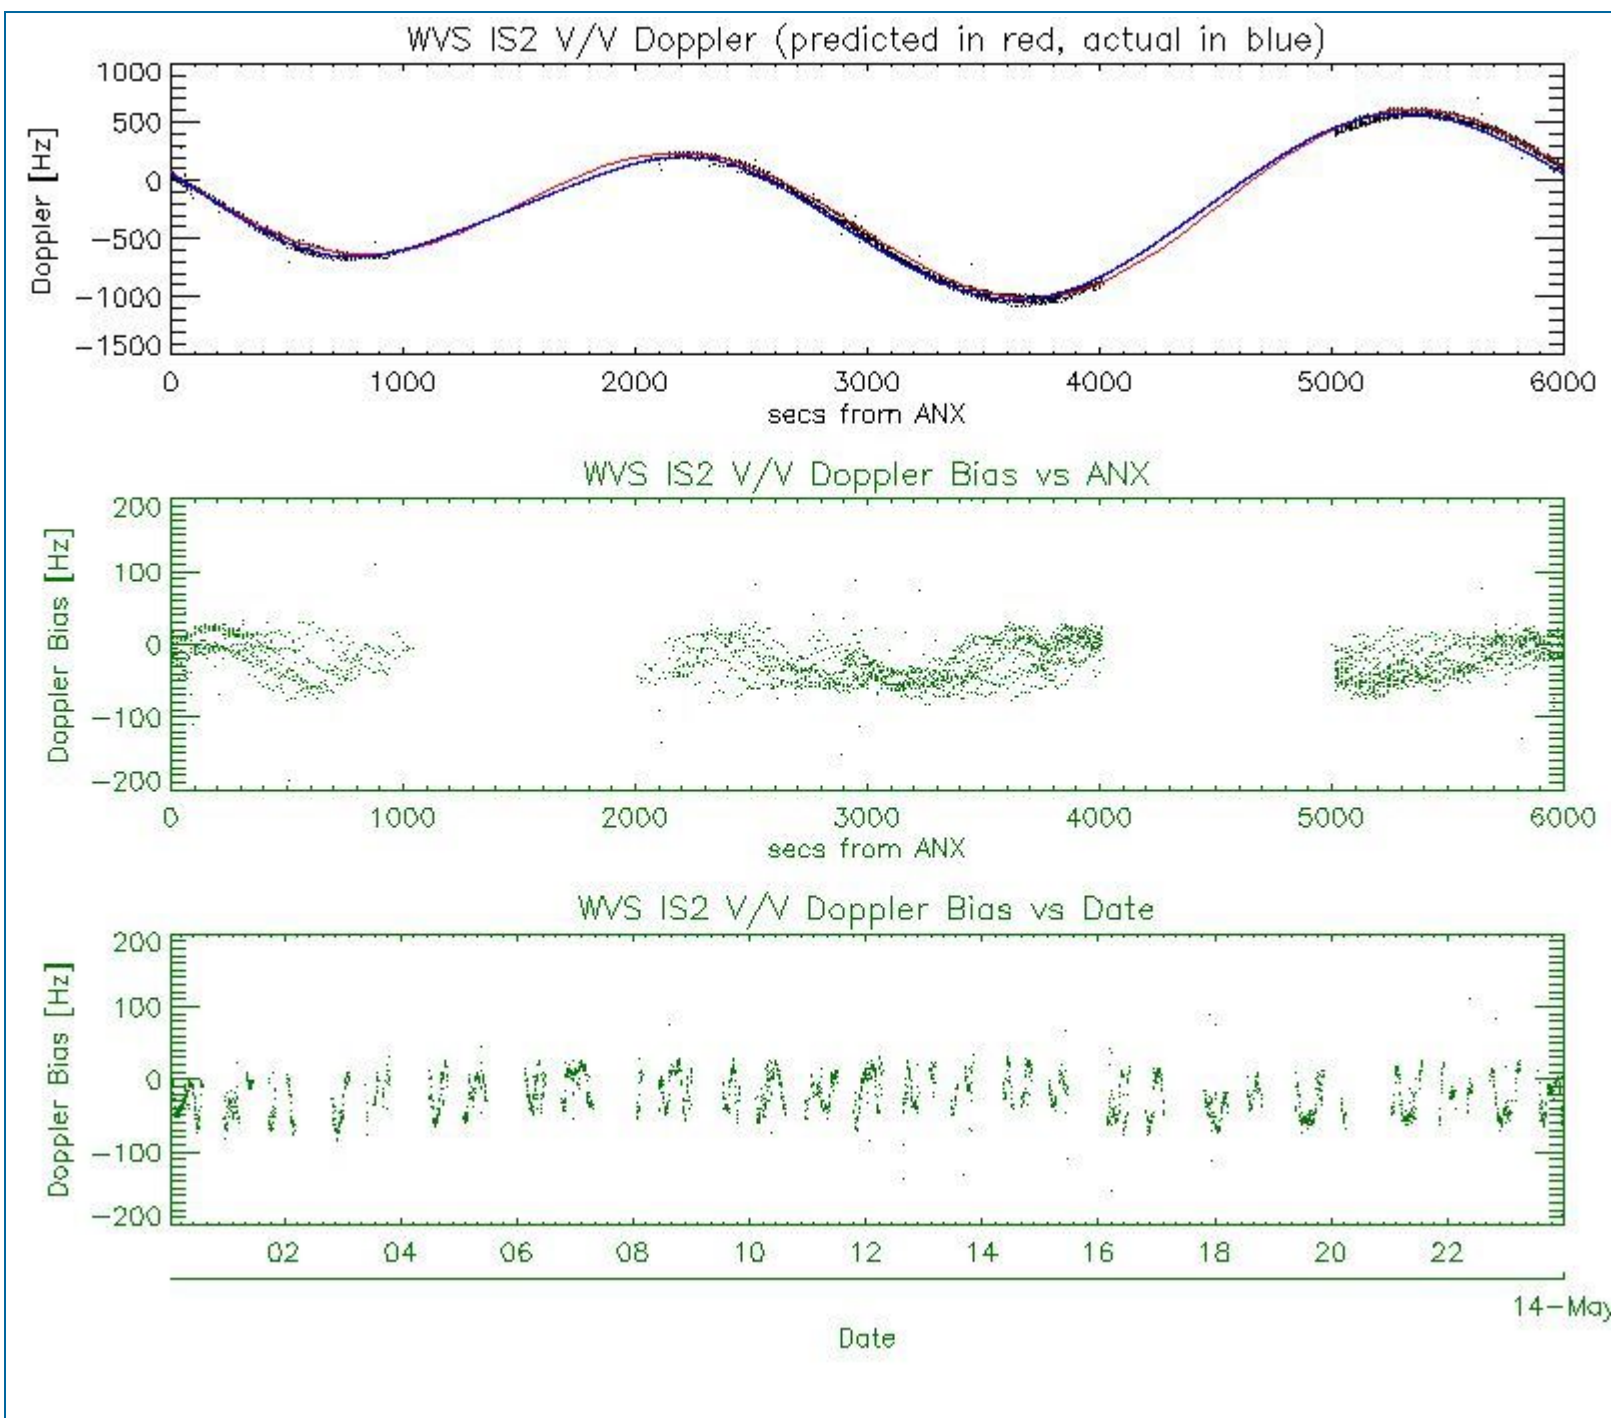 WVS IS2 V/V Doppler (predicted in red, actual in blue)
1000
500
0
−500
−1000
−1500
Doppler [Hz]
0 1000 2000 3000 4000 5000 6000
secs from ANX
WVS IS2 V/V Doppler Bias vs ANX
200
100
0
−100
−200
Doppler Bias [Hz]
0 1000 2000 3000 4000 5000 6000
secs from ANX
WVS IS2 V/V Doppler Bias vs Date
200
100
0
−100
−200
Doppler Bias [Hz]
02 04 06 08 10 12 14 16 18 20 22
14−May
Date